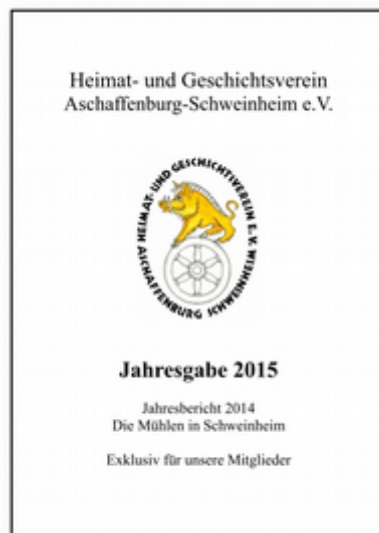 Heimat- und Geschichtsverein
Aschaffenburg-Schweinheim e.V.
HEIMAT- UND GESCHICHTSVEREIN E.V.
ASCHAFFENBURG SCHWEINHEIM
Jahresgabe 2015
Jahresbericht 2014
Die Mühlen in Schweinheim
Exklusiv für unsere Mitglieder